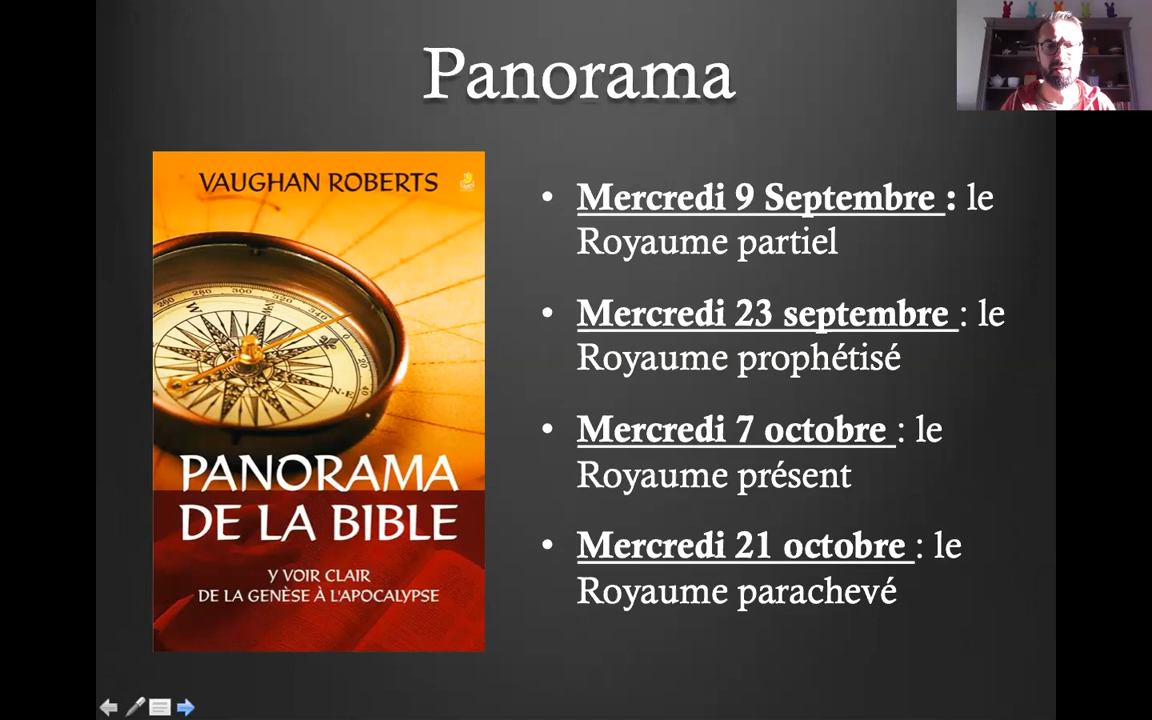 Panorama
VAUGHAN ROBERTS
PANORAMA
DE LA BIBLE
Y VOIR CLAIR
DE LA GENÈSE À L'APOCALYPSE
• Mercredi 9 Septembre : le
Royaume partiel
• Mercredi 23 septembre : le
Royaume prophétisé
• Mercredi 7 octobre : le
Royaume présent
• Mercredi 21 octobre : le
Royaume parachevé